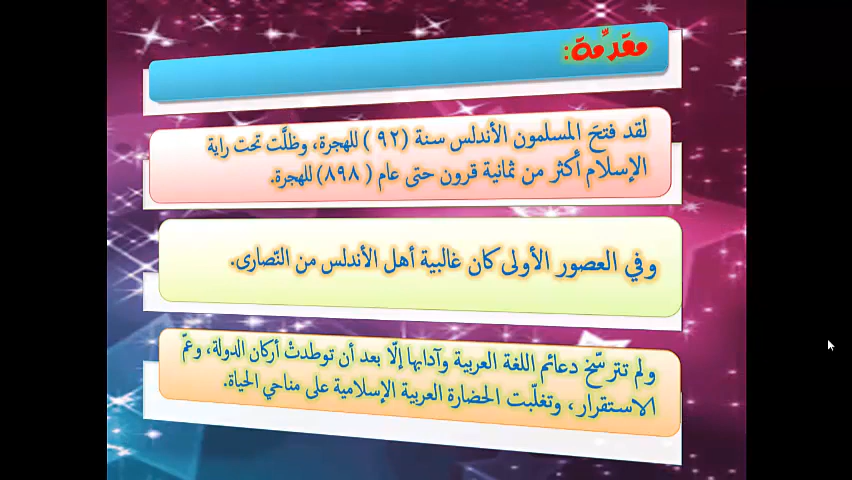 مقدِّمة:
لقد فتحَ المسلمون الأندلس سنة (٩٢ ) للهجرة، وظلَّت تحت راية
الإسلام أكثر من ثمانية قرون حتى عام ( ٨٩٨) للهجرة.
وفي العصور الأولى كان غالبية أهل الأندلس من النّصارى.
ولم تترسّخ دعائم اللغة العربية وآدابها إلّا بعد أن توطدتْ أركان الدولة، وعمّ
الاستقرار، وتغلّبت الحضارة العربية الإسلامية على مناحي الحياة.